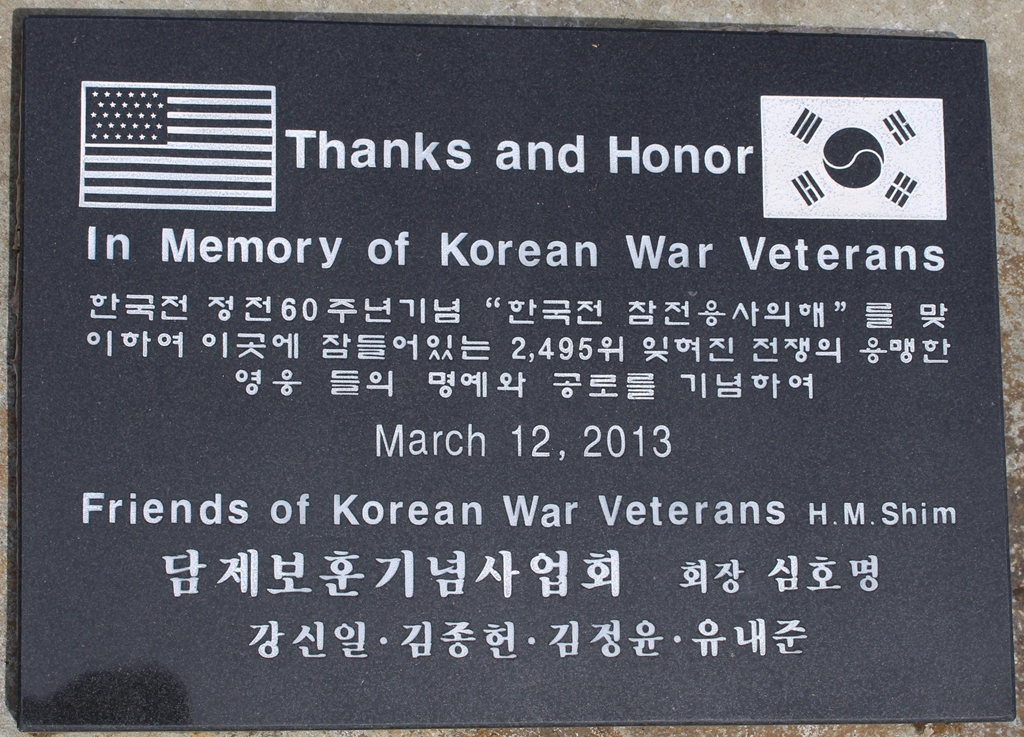 Thanks and Honor
In Memory of Korean War Veterans
한국전 정전60주년기념 “한국전 참전용사의해”를 맞
이하여 이곳에 잠들어있는 2,495위 잊혀진 전쟁의 용맹한
영웅 들의 명예와 공로를 기념하여
March 12, 2013
Friends of Korean War Veterans H.M.Shim
담제보훈기념사업회 회장 심호명
강신일·김종헌·김정윤·유내준